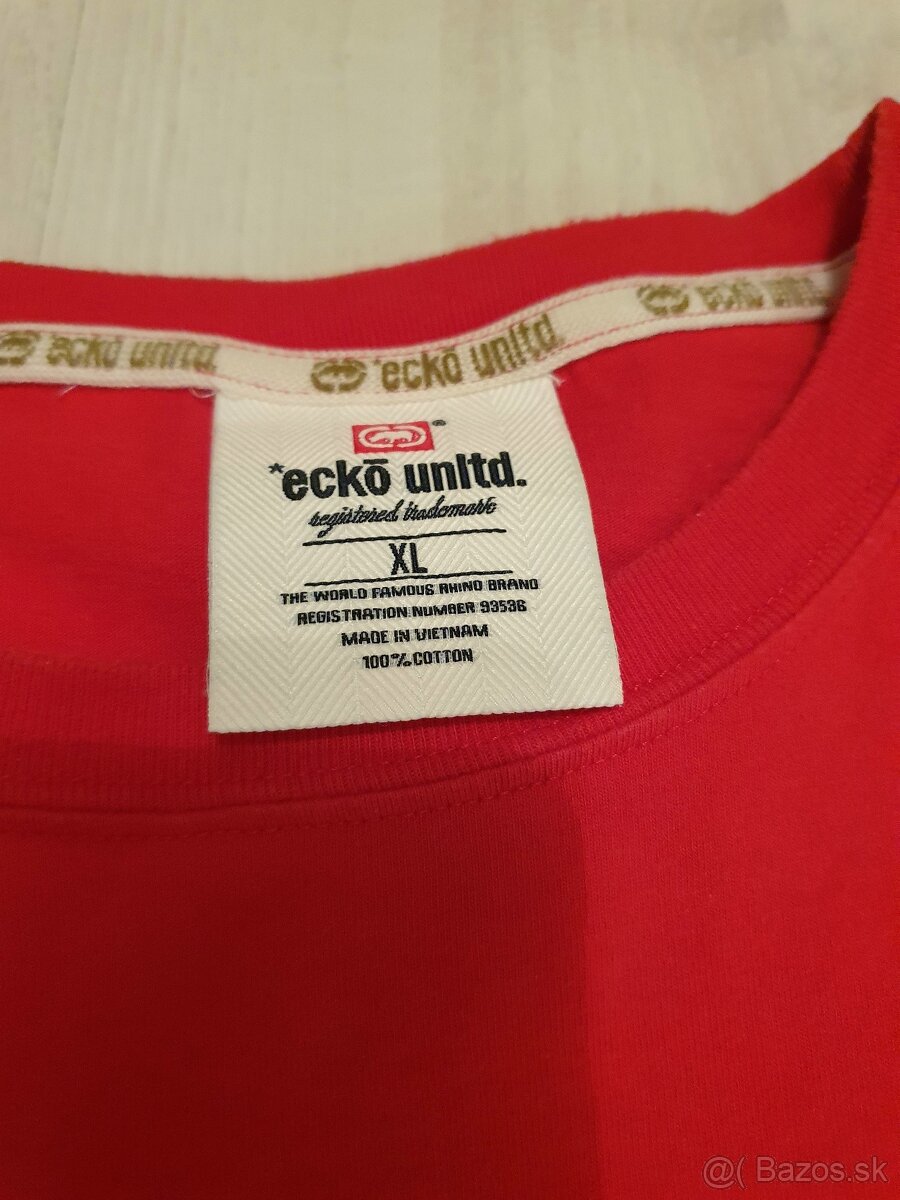 ecko unltd.
*ecko unltd.
ecko unltd.
®
*eckō unltd.
registered trademark
XL
THE WORLD FAMOUS RHINO BRAND
REGISTRATION NUMBER 93536
MADE IN VIETNAM
100% COTTON
@( Bazos.sk